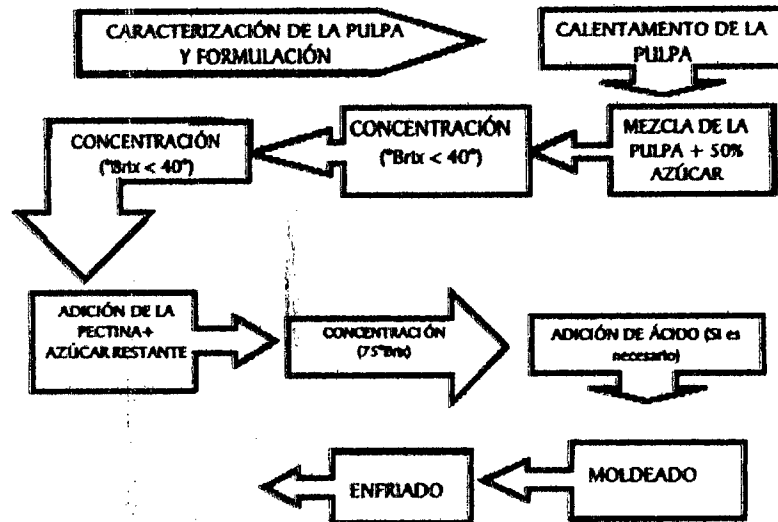 CARACTERIZACIÓN DE LA PULPA
Y FORMULACIÓN
CALENTAMENTO DE LA
PULPA
MEZCLA DE LA
PULPA + 50%
AZÚCAR
CONCENTRACIÓN
(°Brix < 40°)
CONCENTRACIÓN
(°Brix < 40°)
ADICIÓN DE LA
PECTINA+
AZÚCAR RESTANTE
CONCENTRACIÓN
(75°Brix)
ADICIÓN DE ÁCIDO (Si es
necesario)
MOLDEADO
ENFRIADO